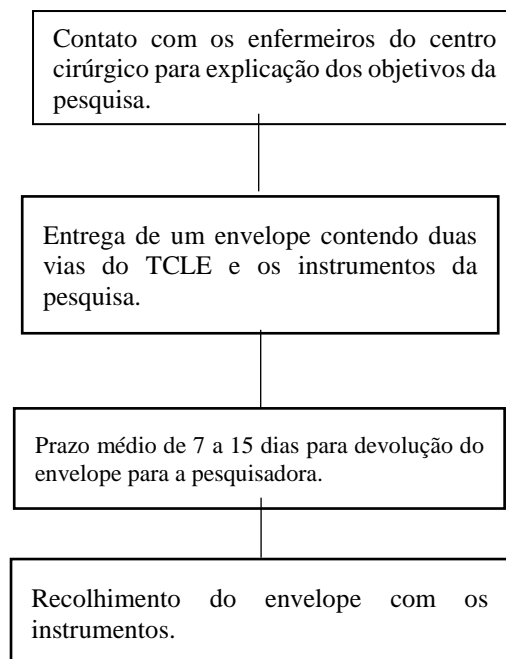 Contato com os enfermeiros do centro
cirúrgico para explicação dos objetivos da
pesquisa.
Entrega de um envelope contendo duas
vias do TCLE e os instrumentos da
pesquisa.
Prazo médio de 7 a 15 dias para devolução do
envelope para a pesquisadora.
Recolhimento do envelope com os
instrumentos.